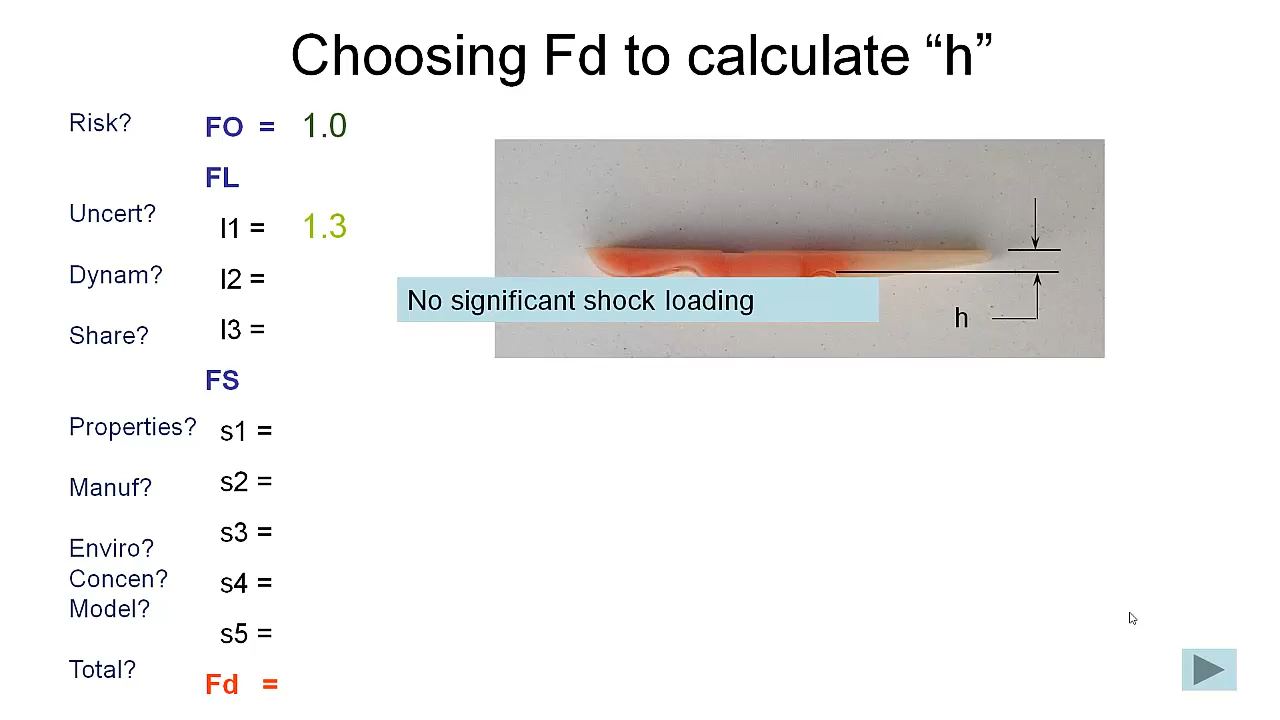 Choosing Fd to calculate “h”
Risk?
FO = 1.0
FL
Uncert?
l1 = 1.3
Dynam?
l2 =
Share?
l3 =
FS
Properties?
s1 =
Manuf?
s2 =
Enviro?
s3 =
Concen?
s4 =
Model?
s5 =
Total?
Fd =
No significant shock loading
h